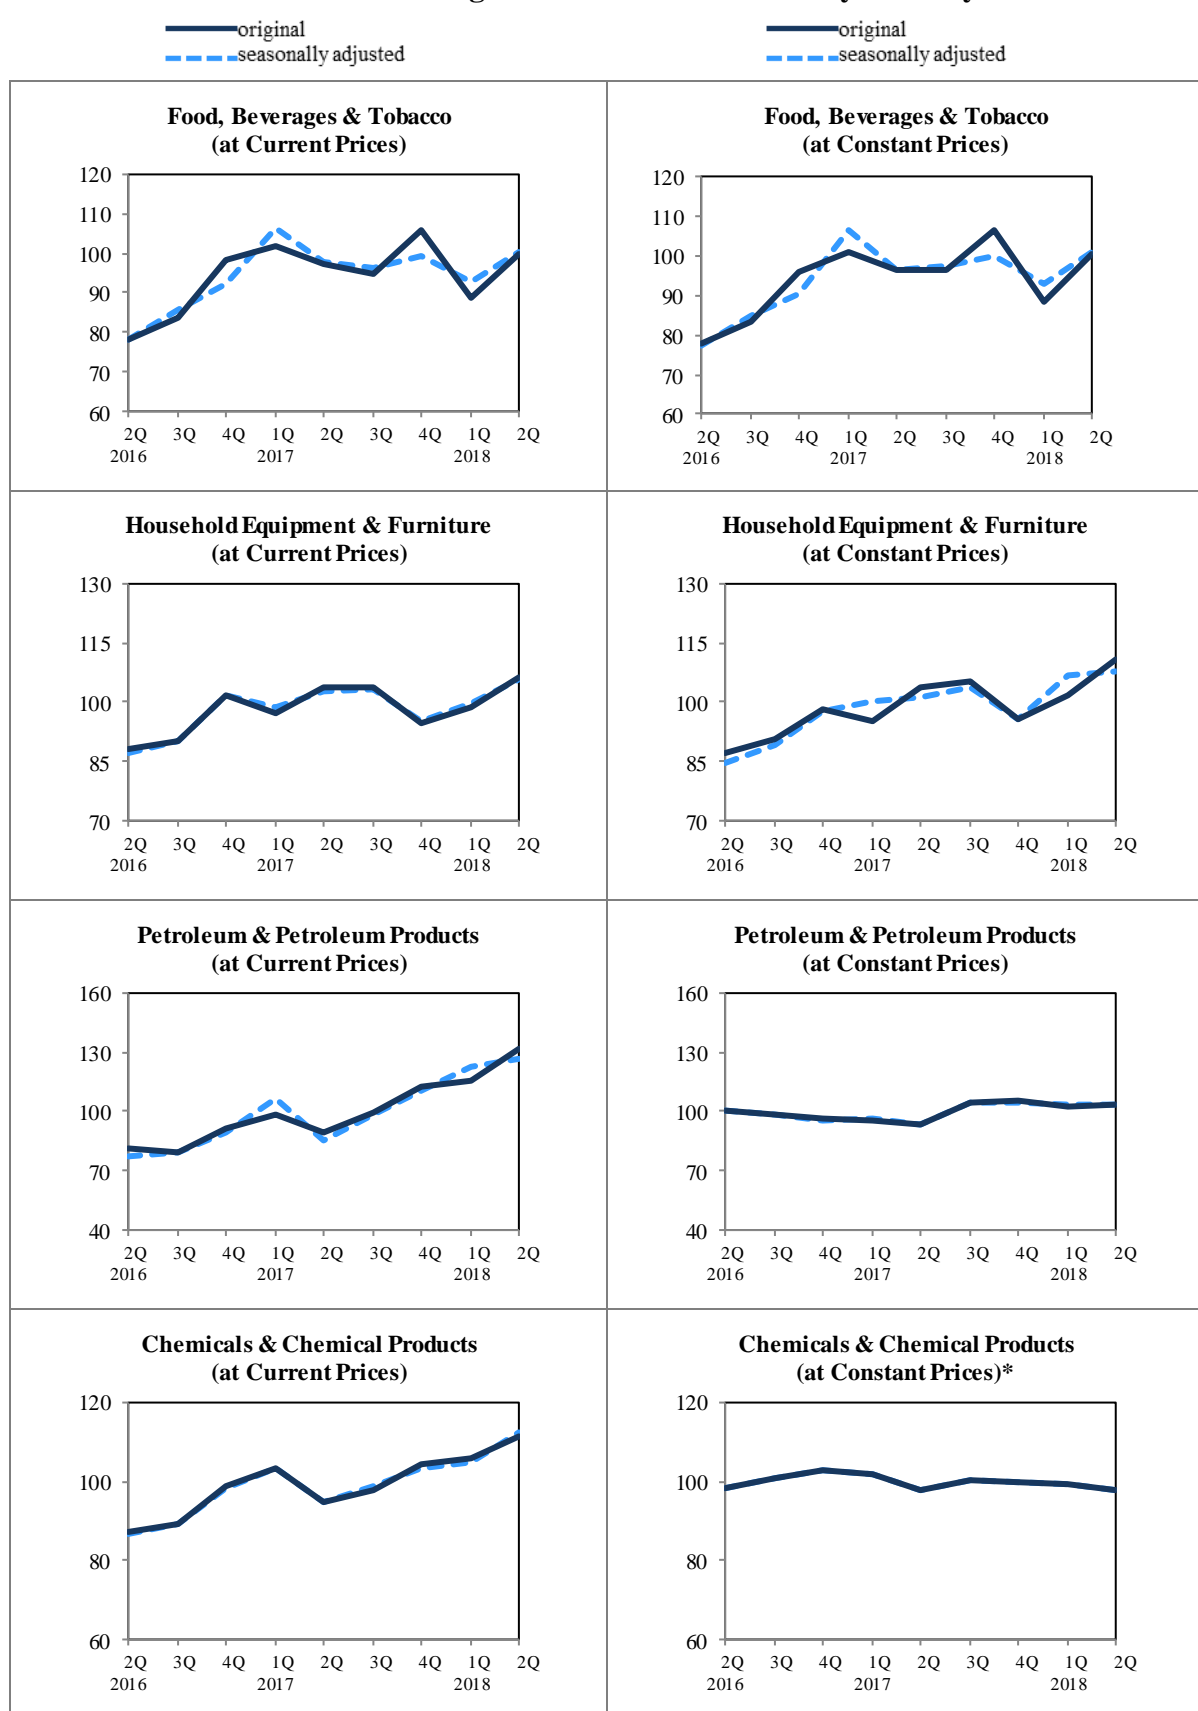 original
seasonally adjusted
original
seasonally adjusted
Food, Beverages & Tobacco
(at Current Prices)
120
110
100
90
80
70
60
2Q 3Q 4Q 1Q 2Q 3Q 4Q 1Q 2Q
2016 2017 2018
Food, Beverages & Tobacco
(at Constant Prices)
120
110
100
90
80
70
60
2Q 3Q 4Q 1Q 2Q 3Q 4Q 1Q 2Q
2016 2017 2018
Household Equipment & Furniture
(at Current Prices)
130
115
100
85
70
2Q 3Q 4Q 1Q 2Q 3Q 4Q 1Q 2Q
2016 2017 2018
Household Equipment & Furniture
(at Constant Prices)
130
115
100
85
70
2Q 3Q 4Q 1Q 2Q 3Q 4Q 1Q 2Q
2016 2017 2018
Petroleum & Petroleum Products
(at Current Prices)
160
130
100
70
40
2Q 3Q 4Q 1Q 2Q 3Q 4Q 1Q 2Q
2016 2017 2018
Petroleum & Petroleum Products
(at Constant Prices)
160
130
100
70
40
2Q 3Q 4Q 1Q 2Q 3Q 4Q 1Q 2Q
2016 2017 2018
Chemicals & Chemical Products
(at Current Prices)
120
100
80
60
2Q 3Q 4Q 1Q 2Q 3Q 4Q 1Q 2Q
2016 2017 2018
Chemicals & Chemical Products
(at Constant Prices)*
120
100
80
60
2Q 3Q 4Q 1Q 2Q 3Q 4Q 1Q 2Q
2016 2017 2018